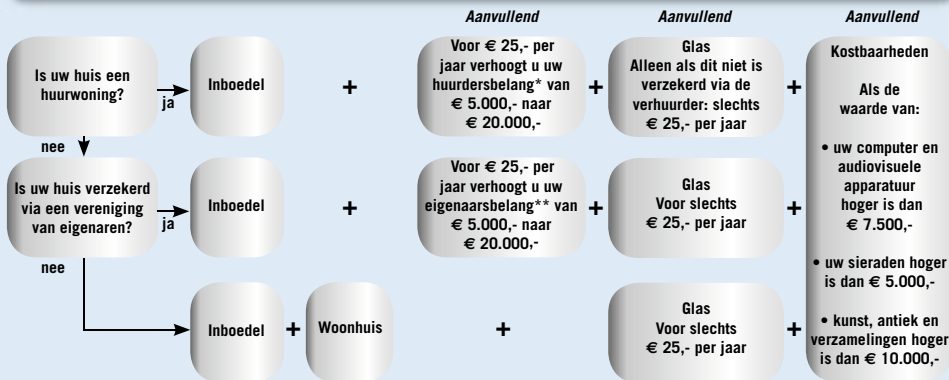 Aanvullend
Aanvullend
Aanvullend
Is uw huis een
huurwoning?
ja
nee
Inboedel
+
Voor € 25,- per
jaar verhoogt u uw
huurdersbelang* van
€ 5.000,- naar
€ 20.000,-
+
Glas
Alleen als dit niet is
verzekerd via de
verhuurder: slechts
€ 25,- per jaar
+
Is uw huis verzekerd
via een vereniging
van eigenaren?
ja
nee
Inboedel
+
Voor € 25,- per
jaar verhoogt u uw
eigenaarsbelang** van
€ 5.000,- naar
€ 20.000,-
+
Glas
Voor slechts
€ 25,- per jaar
+
Inboedel
+
Woonhuis
+
Glas
Voor slechts
€ 25,- per jaar
+
Kostbaarheden
Als de
waarde van:
• uw computer en
audiovisuele
apparatuur
hoger is dan
€ 7.500,-
• uw sieraden hoger
is dan € 5.000,-
• kunst, antiek en
verzamelingen hoger
is dan € 10.000,-